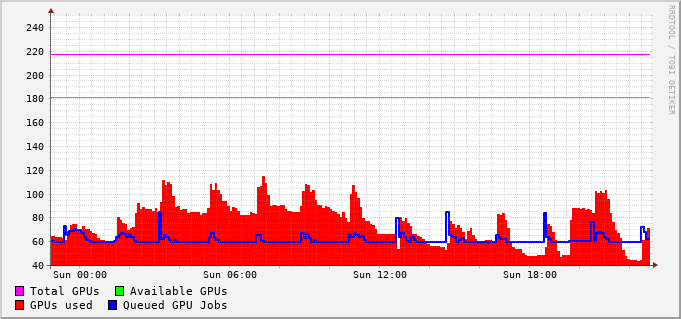 240
220
200
180
160
140
120
100
80
60
40
Sun 00:00 Sun 06:00 Sun 12:00 Sun 18:00
Total GPUs Available GPUs
GPUs used Queued GPU Jobs
RRDTOOL / TOBI OETIKER